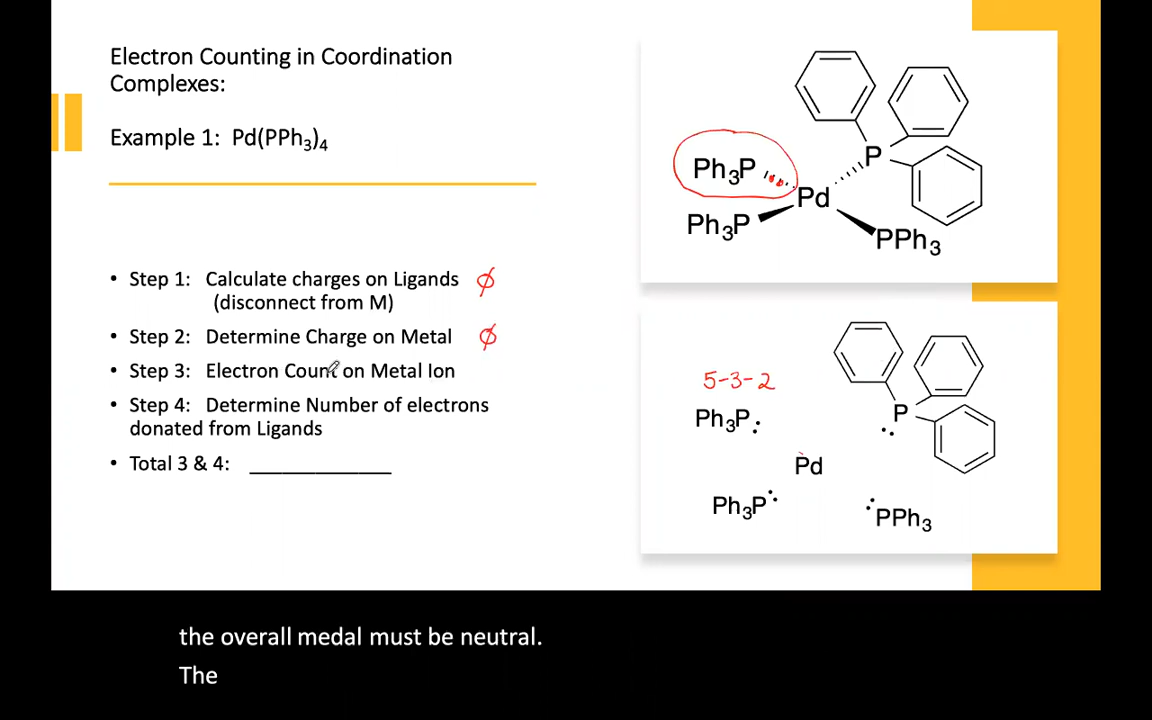 Electron Counting in Coordination
Complexes:
Example 1: Pd(PPh₃)₄
• Step 1: Calculate charges on Ligands ∅
(disconnect from M)
• Step 2: Determine Charge on Metal ∅
• Step 3: Electron Count on Metal Ion
• Step 4: Determine Number of electrons
donated from Ligands
• Total 3 & 4: ______________
P
Ph₃P
Pd
Ph₃P
PPh₃
5-3-2
P
Ph₃P:
Pd
Ph₃P:
:PPh₃
the overall medal must be neutral.
The